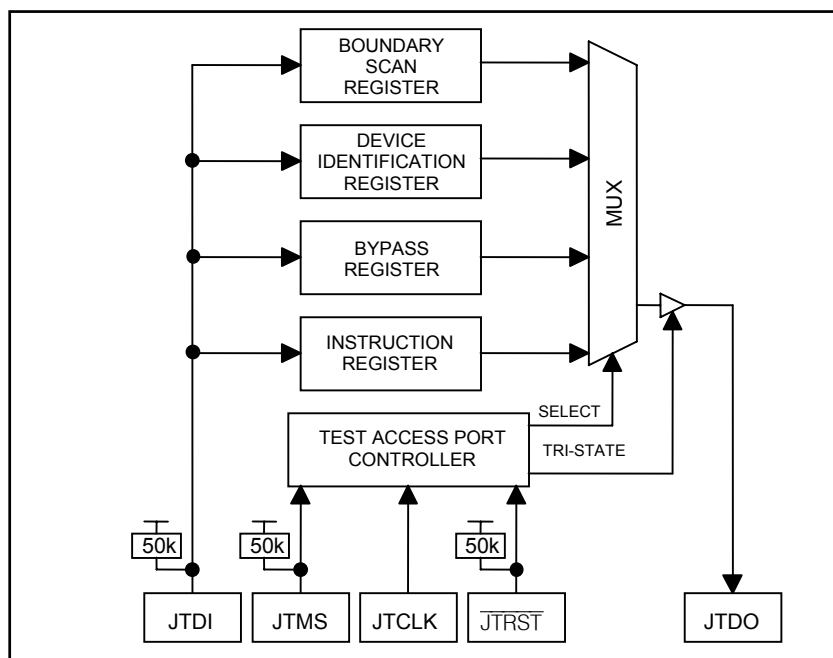 BOUNDARY
SCAN
REGISTER
DEVICE
IDENTIFICATION
REGISTER
BYPASS
REGISTER
INSTRUCTION
REGISTER
MUX
SELECT
TRI-STATE
TEST ACCESS PORT
CONTROLLER
50k
50k
50k
JTDI
JTMS
JTCLK
JTRST
JTDO